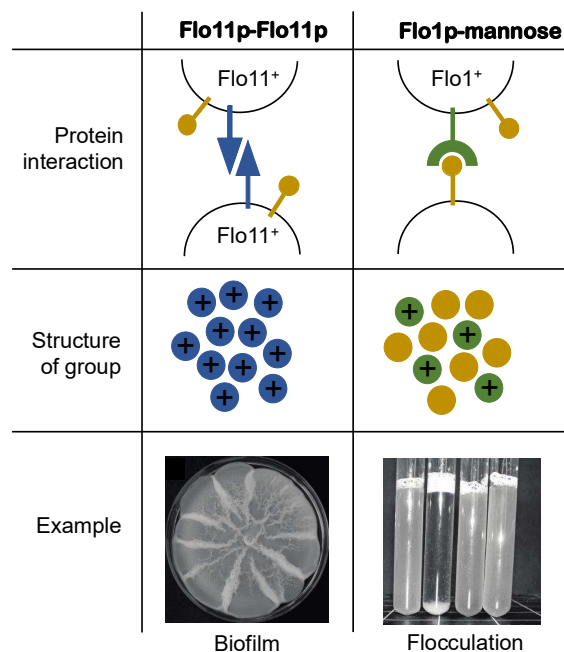 Flo11p-Flo11p
Flo1p-mannose
Protein
interaction
Flo11⁺
Flo11⁺
Flo1⁺
Structure
of group
+ + +
+ + +
+ + + +
+ +
+
+
+
+
Example
Biofilm
Flocculation